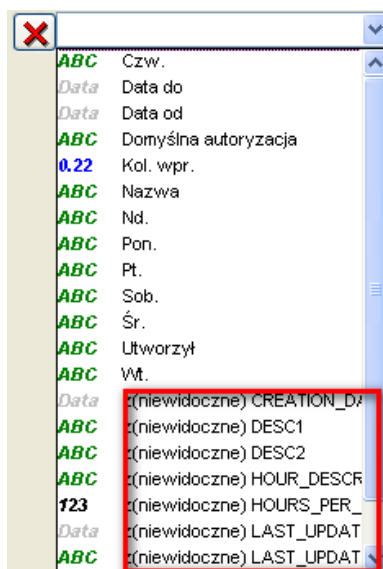 ABC Czw.
Data Data do
Data Data od
ABC Domyślna autoryzacja
0.22 Kol. wpr.
ABC Nazwa
ABC Nd.
ABC Pon.
ABC Pt.
ABC Sob.
ABC Śr.
ABC Utworzył
ABC Wt.
Data z(niewidoczne) CREATION_DA
ABC z(niewidoczne) DESC1
ABC z(niewidoczne) DESC2
ABC z(niewidoczne) HOUR_DESCR
123 z(niewidoczne) HOURS_PER_
Data z(niewidoczne) LAST_UPDAT
ABC z(niewidoczne) LAST_UPDAT